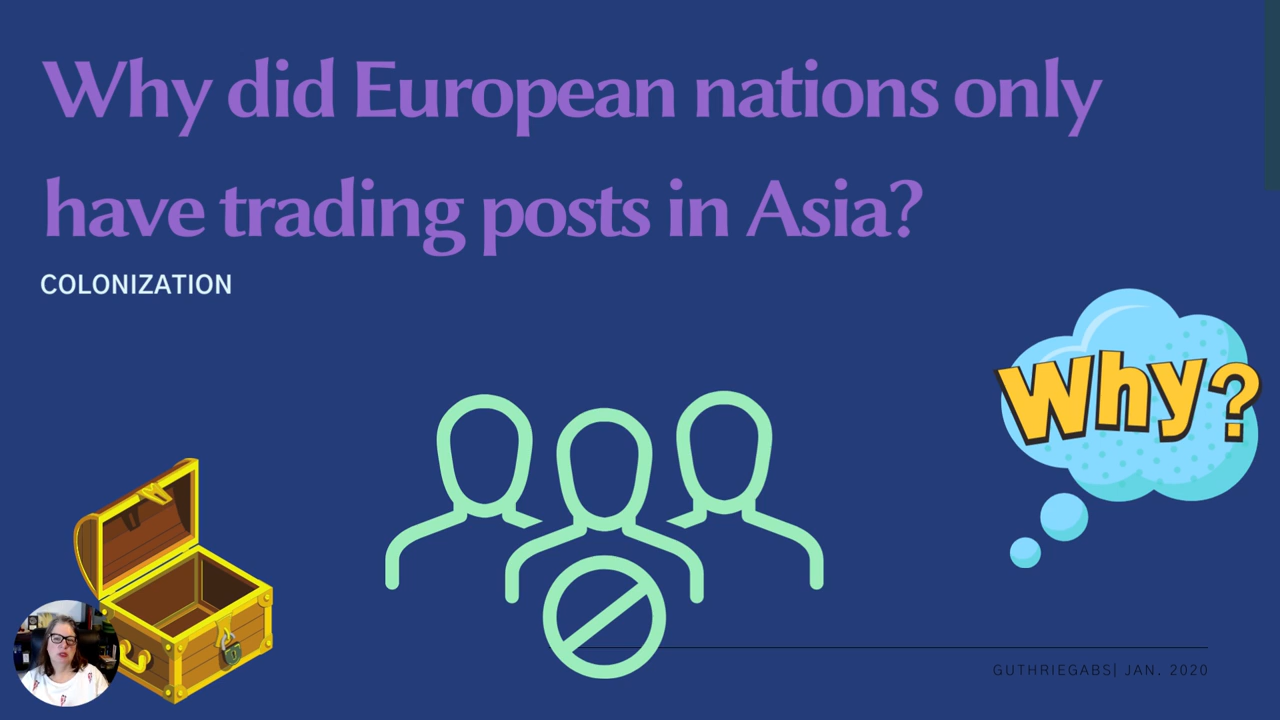 Why did European nations only
have trading posts in Asia?
COLONIZATION
Why?
GUTHRIEGABS| JAN. 2020